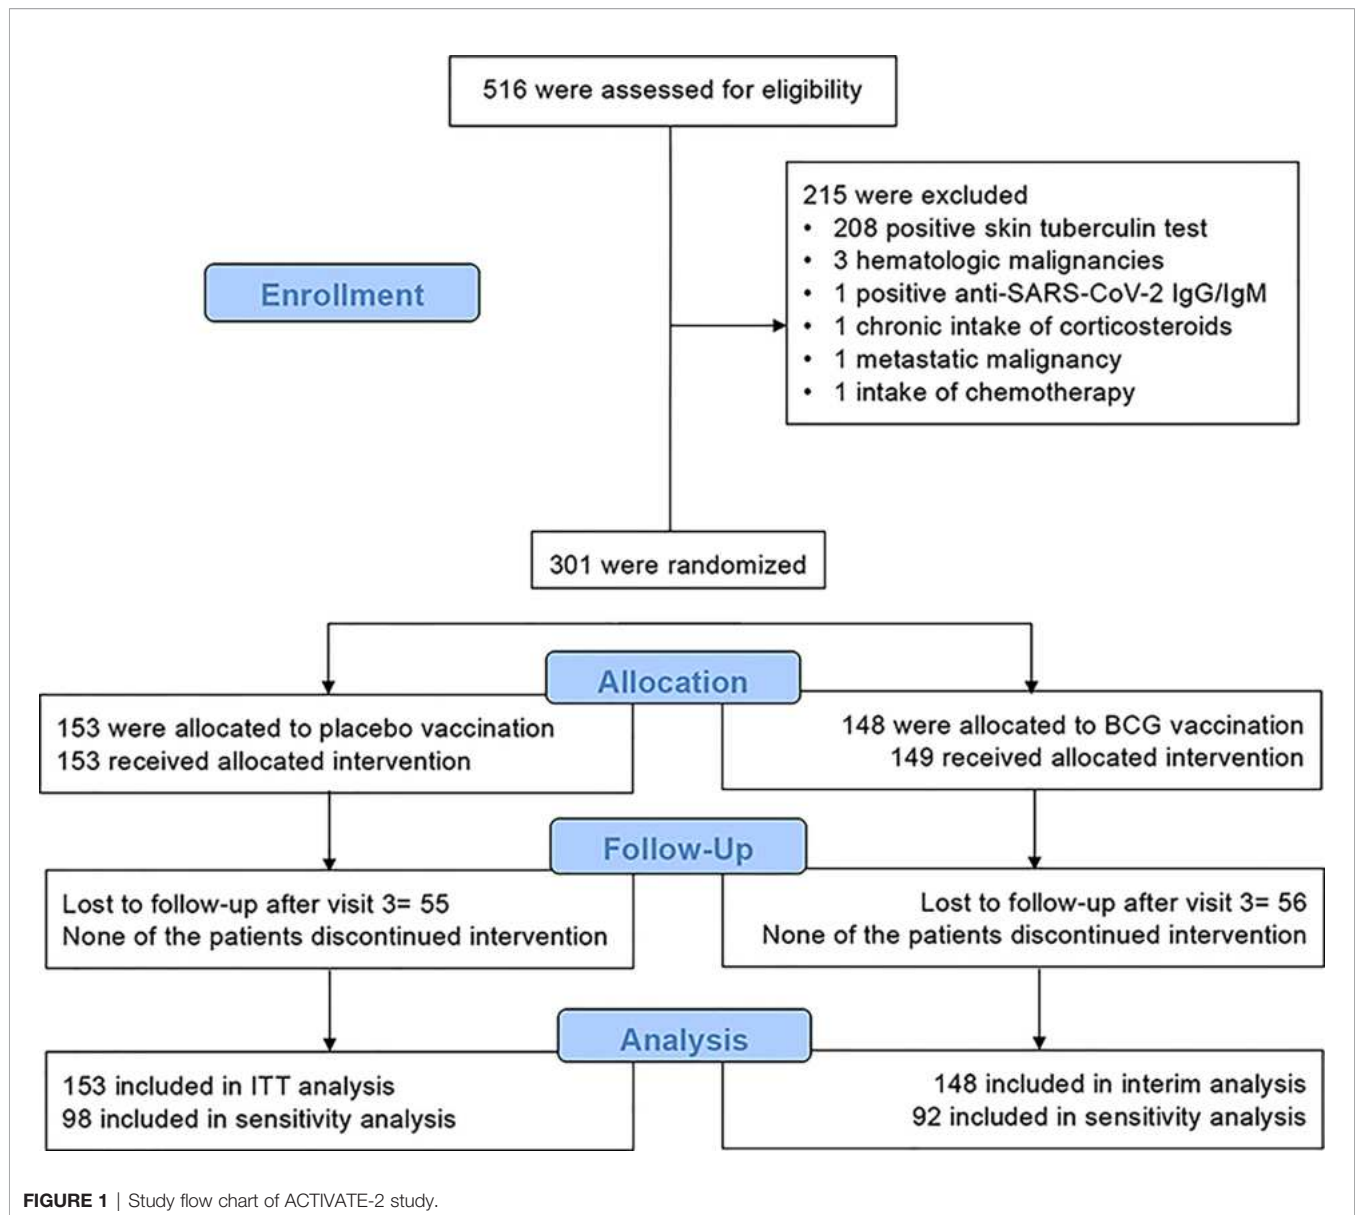 516 were assessed for eligibility
215 were excluded
• 208 positive skin tuberculin test
• 3 hematologic malignancies
• 1 positive anti-SARS-CoV-2 IgG/IgM
• 1 chronic intake of corticosteroids
• 1 metastatic malignancy
• 1 intake of chemotherapy
Enrollment
301 were randomized
Allocation
153 were allocated to placebo vaccination
153 received allocated intervention
148 were allocated to BCG vaccination
149 received allocated intervention
Follow-Up
Lost to follow-up after visit 3= 55
None of the patients discontinued intervention
Lost to follow-up after visit 3= 56
None of the patients discontinued intervention
Analysis
153 included in ITT analysis
98 included in sensitivity analysis
148 included in interim analysis
92 included in sensitivity analysis
FIGURE 1 | Study flow chart of ACTIVATE-2 study.